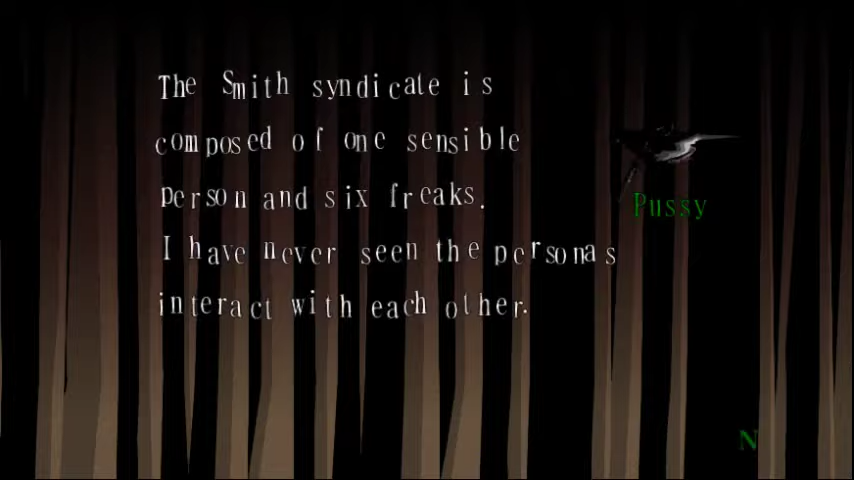 The Smith syndicate is
composed of one sensible
person and six freaks.
I have never seen the personas
interact with each other.
Pussy
N